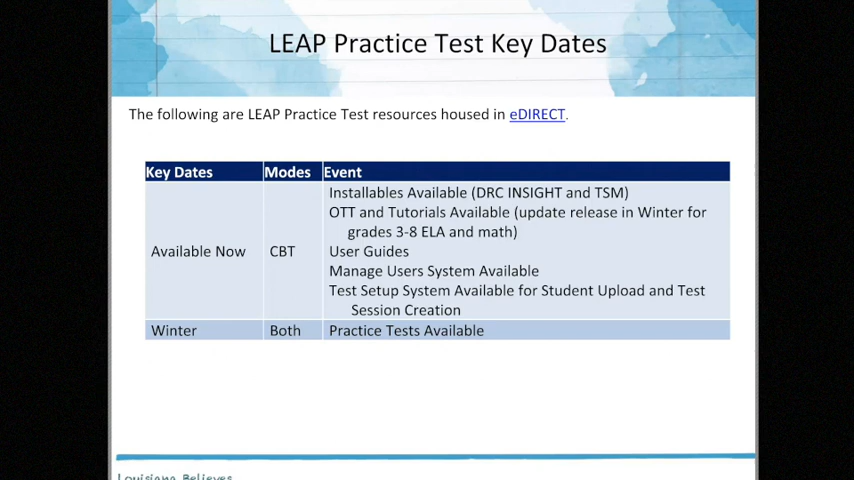 LEAP Practice Test Key Dates
The following are LEAP Practice Test resources housed in eDIRECT.
Key Dates Modes Event
Installables Available (DRC INSIGHT and TSM)
OTT and Tutorials Available (update release in Winter for
grades 3-8 ELA and math)
Available Now CBT User Guides
Manage Users System Available
Test Setup System Available for Student Upload and Test
Session Creation
Winter Both Practice Tests Available
Louisiana Believes